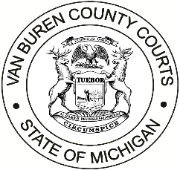 VAN BUREN COUNTY COURTS
TUEBOR
CIRCUMSPICE
STATE OF MICHIGAN